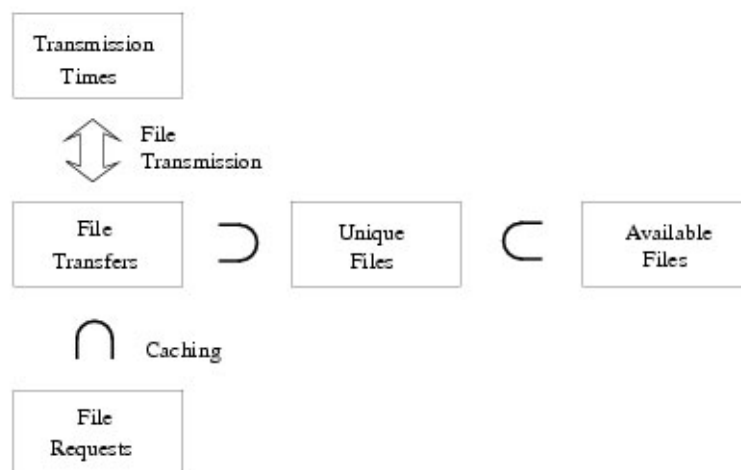 Transmission
Times
File
Transmission
File
Transfers
Unique
Files
Available
Files
Caching
File
Requests